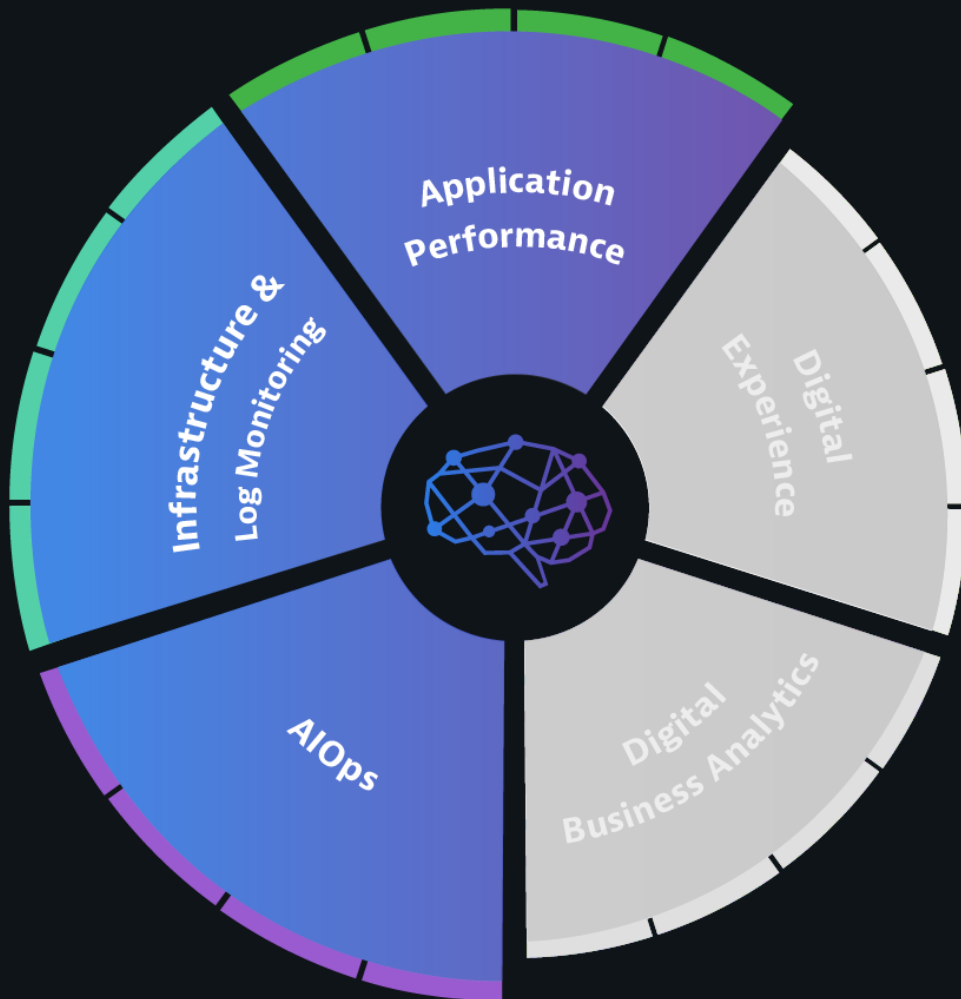 Application
Performance
Infrastructure &
Log Monitoring
Digital
Experience
AIOps
Digital
Business Analytics